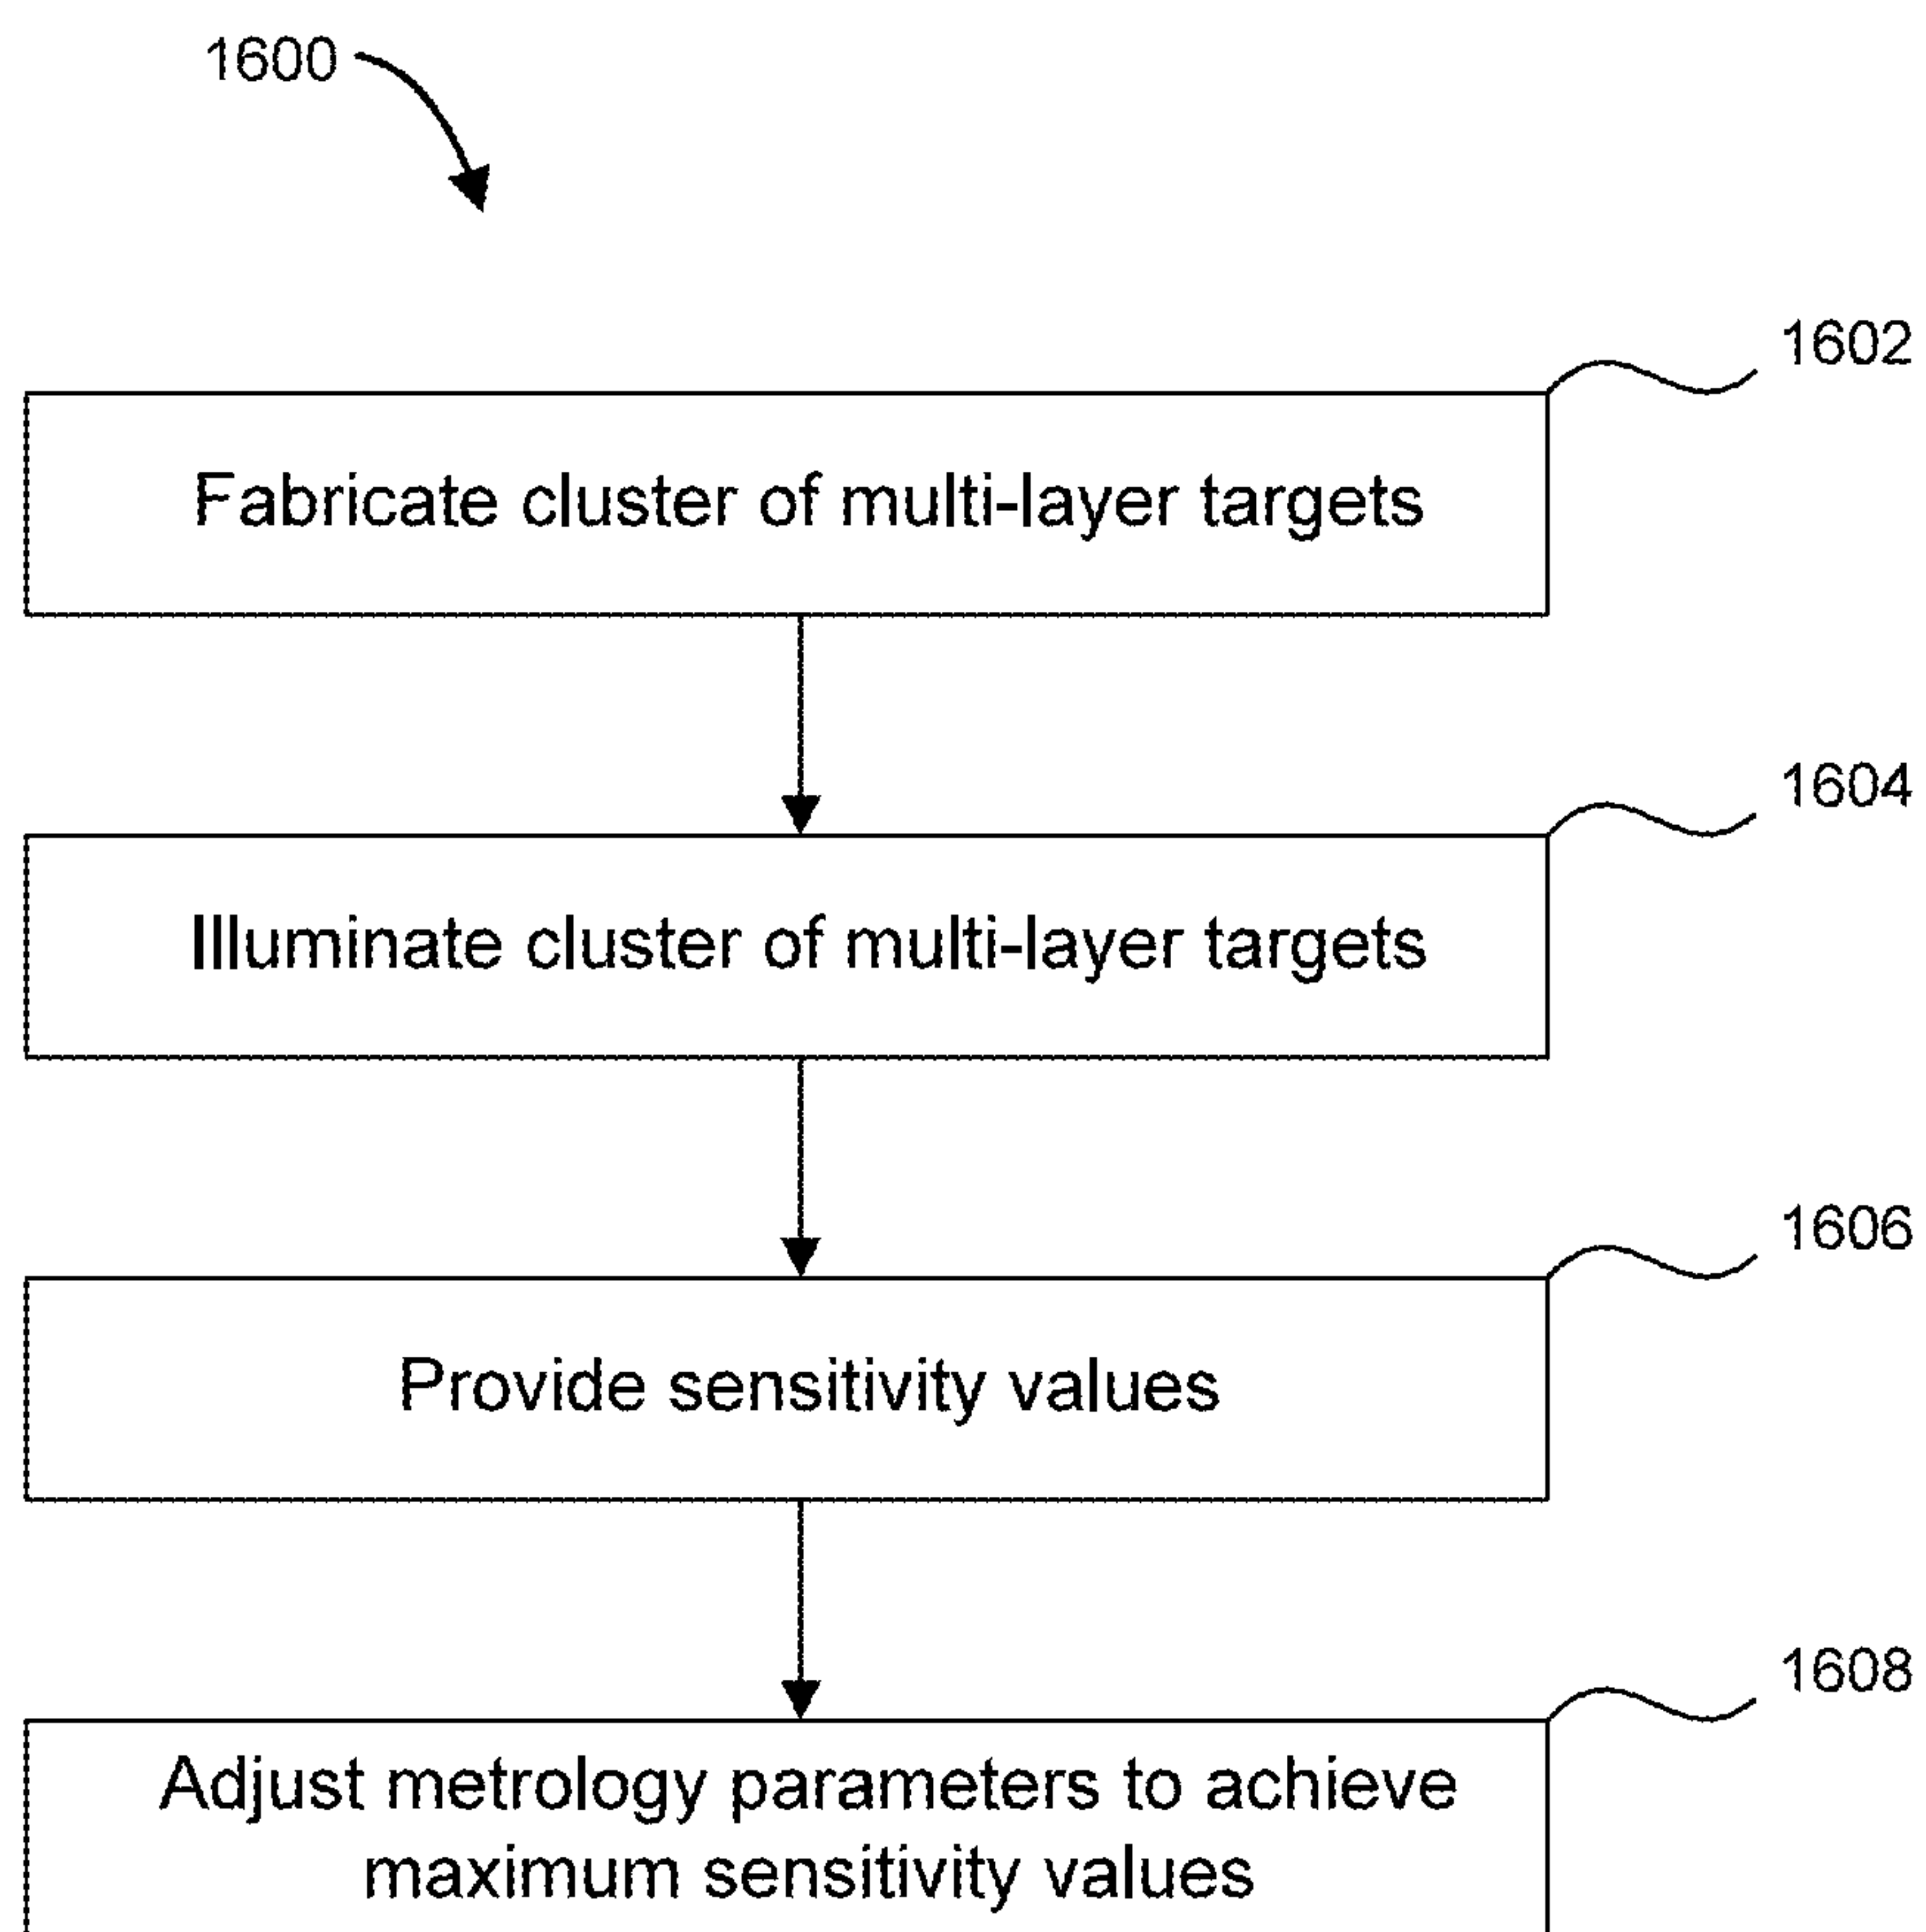 1600
1602
Fabricate cluster of multi-layer targets
1604
Illuminate cluster of multi-layer targets
1606
Provide sensitivity values
1608
Adjust metrology parameters to achieve
maximum sensitivity values